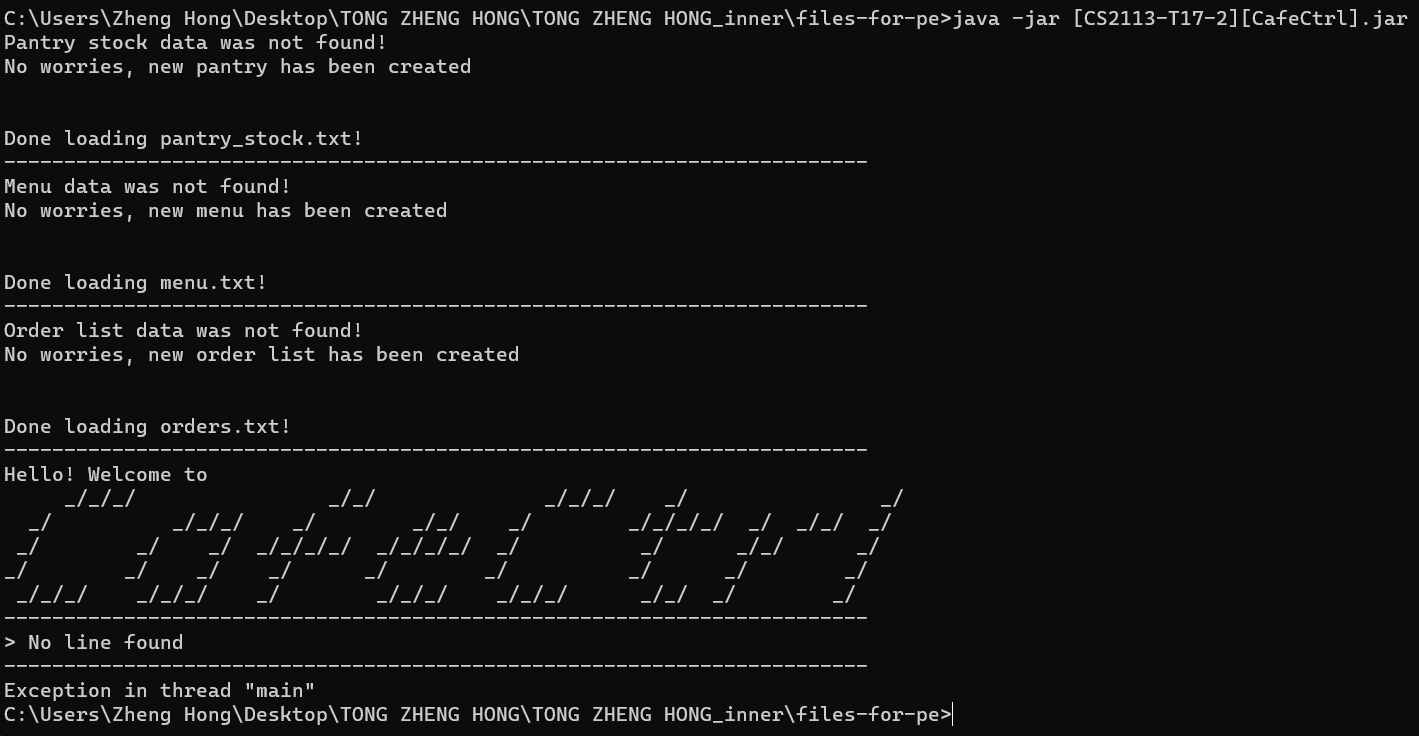 C:\Users\Zheng Hong\Desktop\TONG ZHENG HONG\TONG ZHENG HONG_inner\files-for-pe>java -jar [CS2113-T17-2][CafeCtrl].jar
Pantry stock data was not found!
No worries, new pantry has been created
Done loading pantry_stock.txt!
------------------------------------------------------------------------
Menu data was not found!
No worries, new menu has been created
Done loading menu.txt!
------------------------------------------------------------------------
Order list data was not found!
No worries, new order list has been created
Done loading orders.txt!
------------------------------------------------------------------------
Hello! Welcome to
     _/_/_/                _/_/              _/_/_/    _/                _/
  _/          _/_/_/    _/        _/_/    _/        _/_/_/_/  _/  _/_/  _/
 _/        _/    _/  _/_/_/_/  _/_/_/_/  _/          _/      _/_/      _/
_/        _/    _/    _/      _/        _/          _/      _/        _/
 _/_/_/    _/_/_/    _/        _/_/_/    _/_/_/      _/_/  _/        _/
------------------------------------------------------------------------
> No line found
------------------------------------------------------------------------
Exception in thread "main"
C:\Users\Zheng Hong\Desktop\TONG ZHENG HONG\TONG ZHENG HONG_inner\files-for-pe>